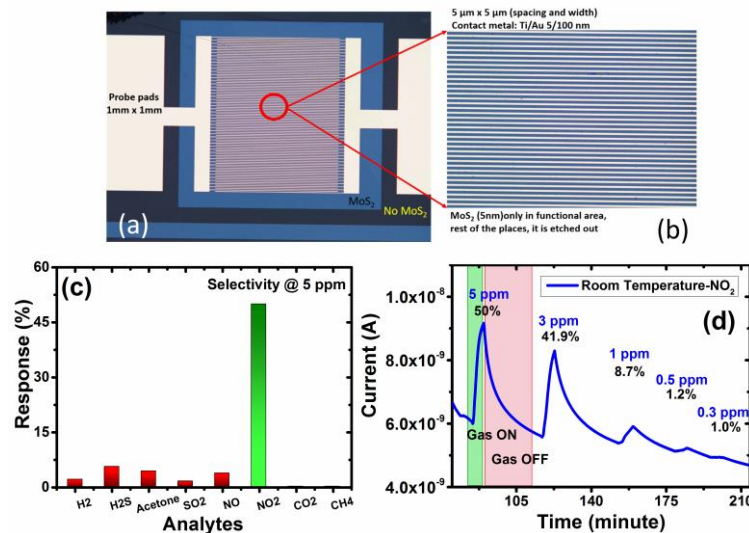 5 µm x 5 µm (spacing and width)
Contact metal: Ti/Au 5/100 nm
Probe pads
1mm x 1mm
MoS2
No MoS2
(a)
MoS2 (5nm)only in functional area,
rest of the places, it is etched out
(b)
(c)
Selectivity @ 5 ppm
Response (%)
60
45
30
15
0
H2
H2S
Acetone
SO2
NO
NO2
CO2
CH4
Analytes
Room Temperature-NO2
(d)
Current (A)
1.0x10-8
8.0x10-9
6.0x10-9
4.0x10-9
5 ppm
50%
3 ppm
41.9%
1 ppm
8.7%
0.5 ppm
1.2%
0.3 ppm
1.0%
Gas ON
Gas OFF
105
140
175
210
Time (minute)